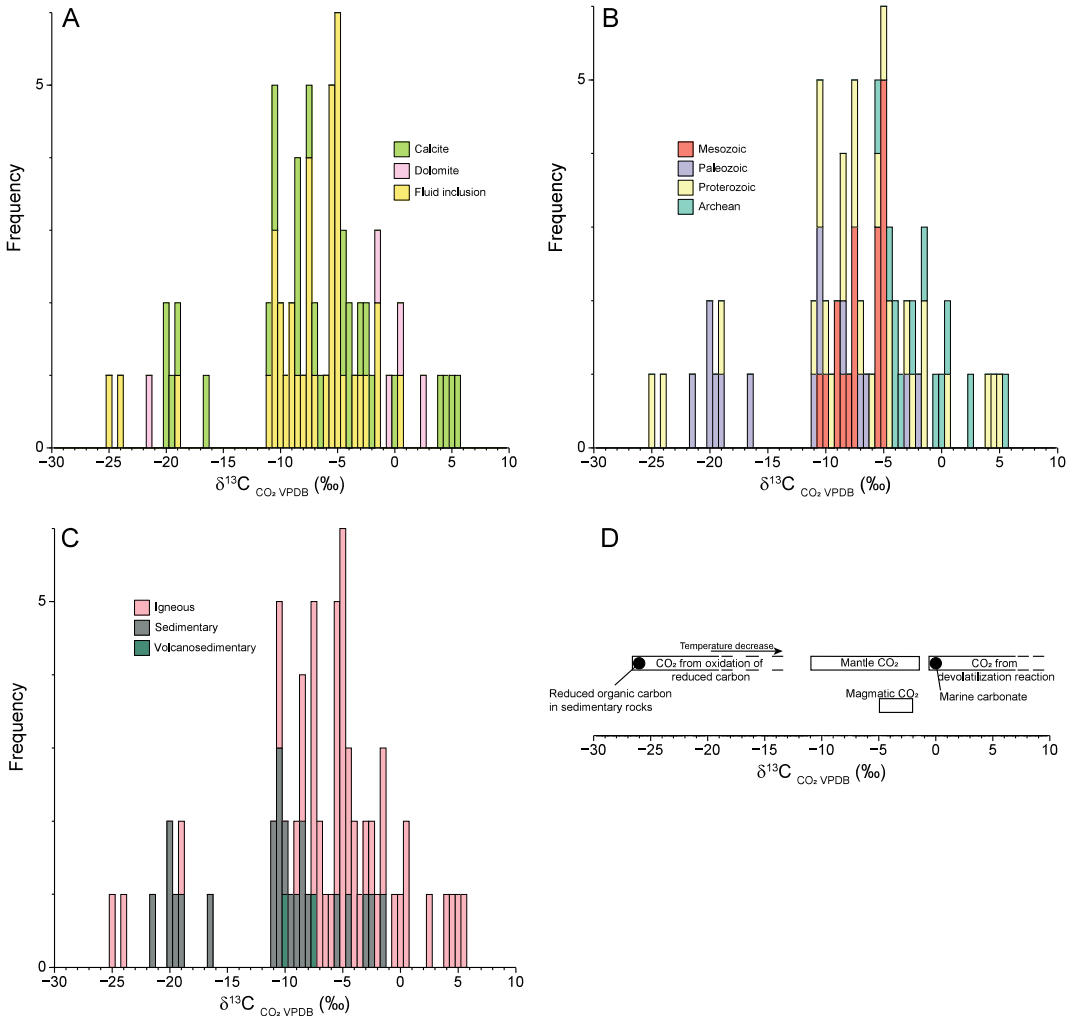 A
5
Frequency
Calcite
Dolomite
Fluid inclusion
0
−30 −25 −20 −15 −10 −5 0 5 10
δ¹³C CO₂ VPDB (‰)
B
5
Frequency
Mesozoic
Paleozoic
Proterozoic
Archean
0
−30 −25 −20 −15 −10 −5 0 5 10
δ¹³C CO₂ VPDB (‰)
C
5
Frequency
Igneous
Sedimentary
Volcanosedimentary
0
−30 −25 −20 −15 −10 −5 0 5 10
δ¹³C CO₂ VPDB (‰)
D
Temperature decrease
CO₂ from oxidation of
reduced carbon
Mantle CO₂
CO₂ from
devolatilization reaction
Reduced organic carbon
in sedimentary rocks
Magmatic CO₂
Marine carbonate
−30 −25 −20 −15 −10 −5 0 5 10
δ¹³C CO₂ VPDB (‰)